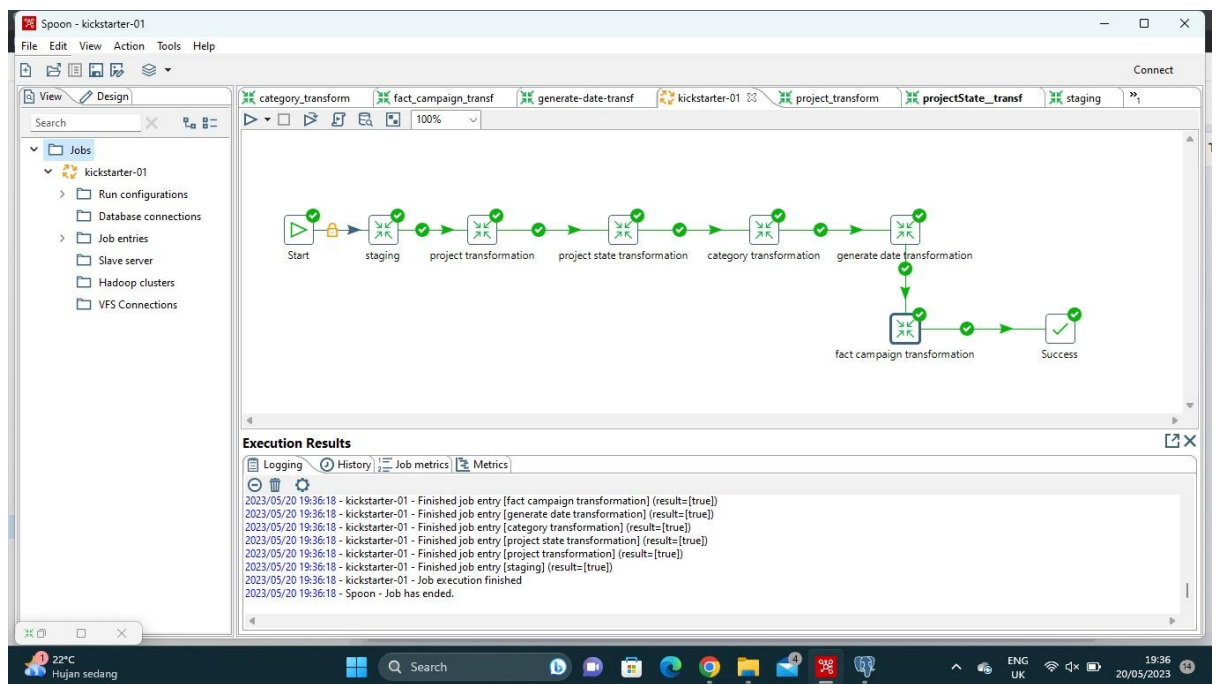 Spoon - kickstarter-01
File Edit View Action Tools Help
Connect
View Design
category_transform fact_campaign_transf generate-date-transf kickstarter-01 project_transform projectState__transf staging »1
Search
100%
Jobs
kickstarter-01
Run configurations
Database connections
Job entries
Slave server
Hadoop clusters
VFS Connections
Start staging project transformation project state transformation category transformation generate date transformation
fact campaign transformation Success
Execution Results
Logging History Job metrics Metrics
2023/05/20 19:36:18 - kickstarter-01 - Finished job entry [fact campaign transformation] (result=[true])
2023/05/20 19:36:18 - kickstarter-01 - Finished job entry [generate date transformation] (result=[true])
2023/05/20 19:36:18 - kickstarter-01 - Finished job entry [category transformation] (result=[true])
2023/05/20 19:36:18 - kickstarter-01 - Finished job entry [project state transformation] (result=[true])
2023/05/20 19:36:18 - kickstarter-01 - Finished job entry [project transformation] (result=[true])
2023/05/20 19:36:18 - kickstarter-01 - Finished job entry [staging] (result=[true])
2023/05/20 19:36:18 - kickstarter-01 - Job execution finished
2023/05/20 19:36:18 - Spoon - Job has ended.
1 22°C
Hujan sedang
Search
4
ENG
UK
19:36
20/05/2023
14